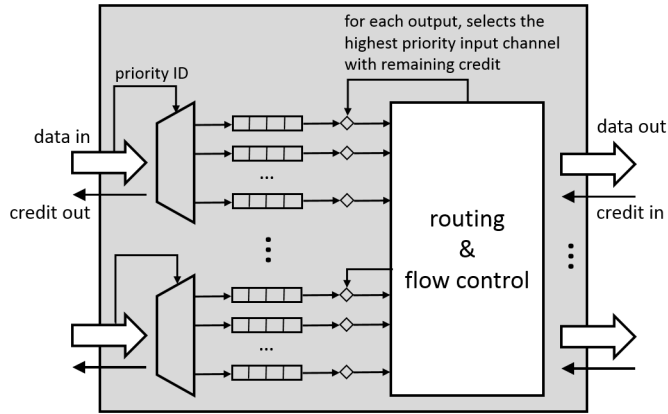 for each output, selects the
highest priority input channel
with remaining credit
priority ID
data in
credit out
...
...
routing
&
flow control
data out
credit in